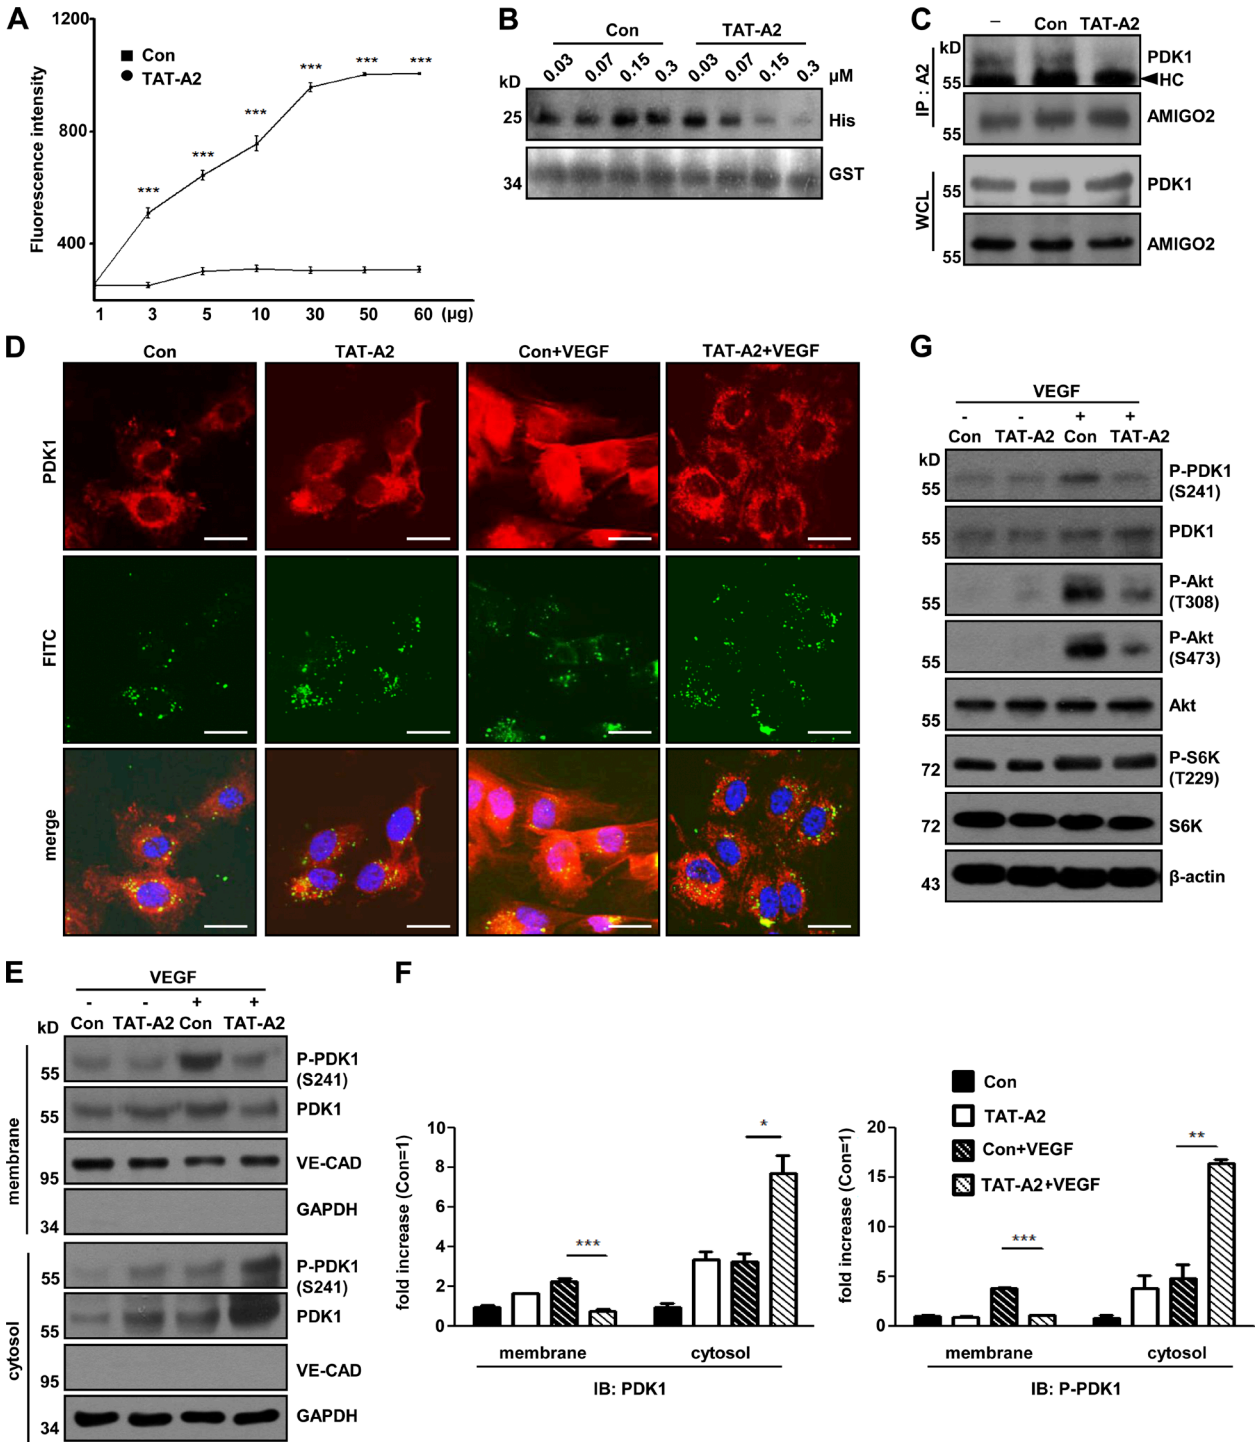 A
1200
800
400
Fluorescence intensity
Con
TAT-A2
***
***
***
***
***
***
1 3 5 10 30 50 60 (μg)
B
Con TAT-A2
0.03 0.07 0.15 0.3 0.03 0.07 0.15 0.3 μM
kD
25 His
34 GST
C
– Con TAT-A2
kD
IP : A2
PDK1
55 HC
55 AMIGO2
WCL
55 PDK1
55 AMIGO2
D
Con TAT-A2 Con+VEGF TAT-A2+VEGF
PDK1
FITC
merge
G
VEGF
- - + +
Con TAT-A2 Con TAT-A2
kD
55 P-PDK1
(S241)
55 PDK1
55 P-Akt
(T308)
55 P-Akt
(S473)
55 Akt
72 P-S6K
(T229)
72 S6K
43 β-actin
E
VEGF
- - + +
kD Con TAT-A2 Con TAT-A2
membrane
55 P-PDK1
(S241)
55 PDK1
95 VE-CAD
34 GAPDH
cytosol
55 P-PDK1
(S241)
55 PDK1
95 VE-CAD
34 GAPDH
F
fold increase (Con=1)
10
8
6
4
2
0
***
*
membrane cytosol
IB: PDK1
Con
TAT-A2
Con+VEGF
TAT-A2+VEGF
fold increase (Con=1)
20
15
10
5
0
***
**
membrane cytosol
IB: P-PDK1